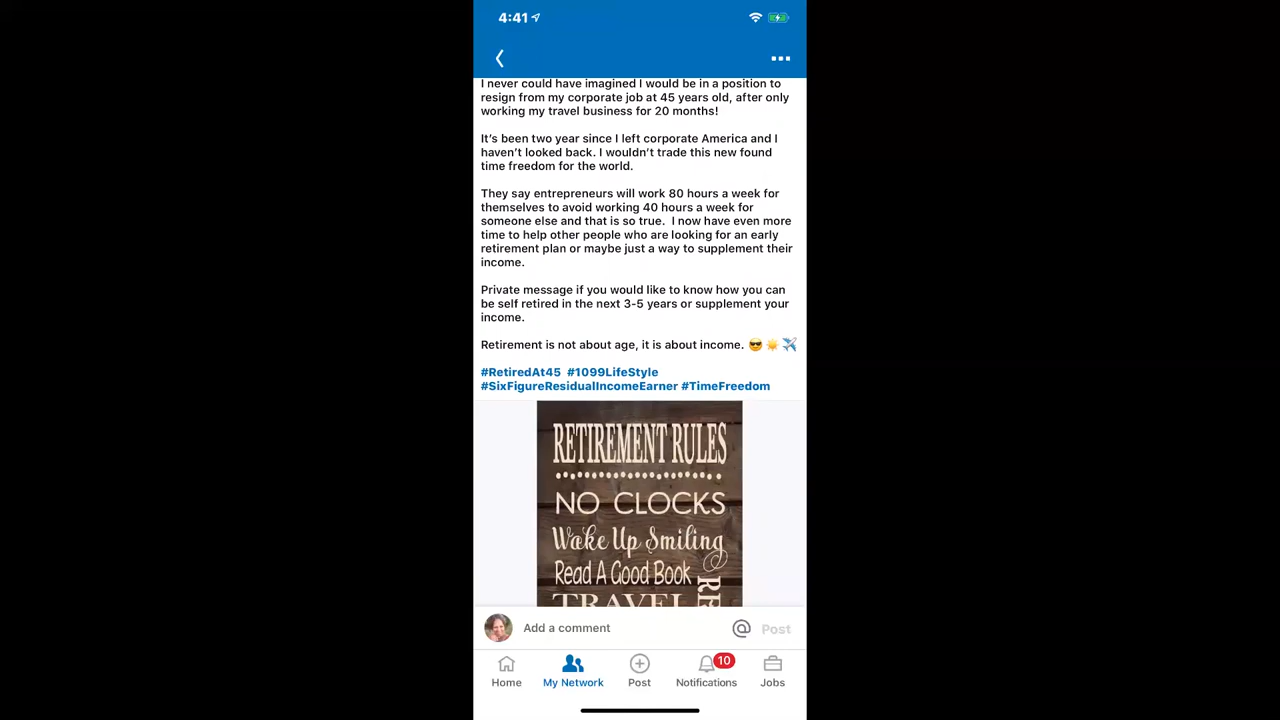 4:41
I never could have imagined I would be in a position to
resign from my corporate job at 45 years old, after only
working my travel business for 20 months!
It's been two year since I left corporate America and I
haven't looked back. I wouldn't trade this new found
time freedom for the world.
They say entrepreneurs will work 80 hours a week for
themselves to avoid working 40 hours a week for
someone else and that is so true.  I now have even more
time to help other people who are looking for an early
retirement plan or maybe just a way to supplement their
income.
Private message if you would like to know how you can
be self retired in the next 3-5 years or supplement your
income.
Retirement is not about age, it is about income. 😎 ☀️ ✈️
#RetiredAt45  #1099LifeStyle
#SixFigureResidualIncomeEarner #TimeFreedom
RETIREMENT RULES
NO CLOCKS
Wake Up Smiling
Read A Good Book
TRAVEL
RE
Add a comment
@ Post
Home
My Network
Post
10
Notifications
Jobs